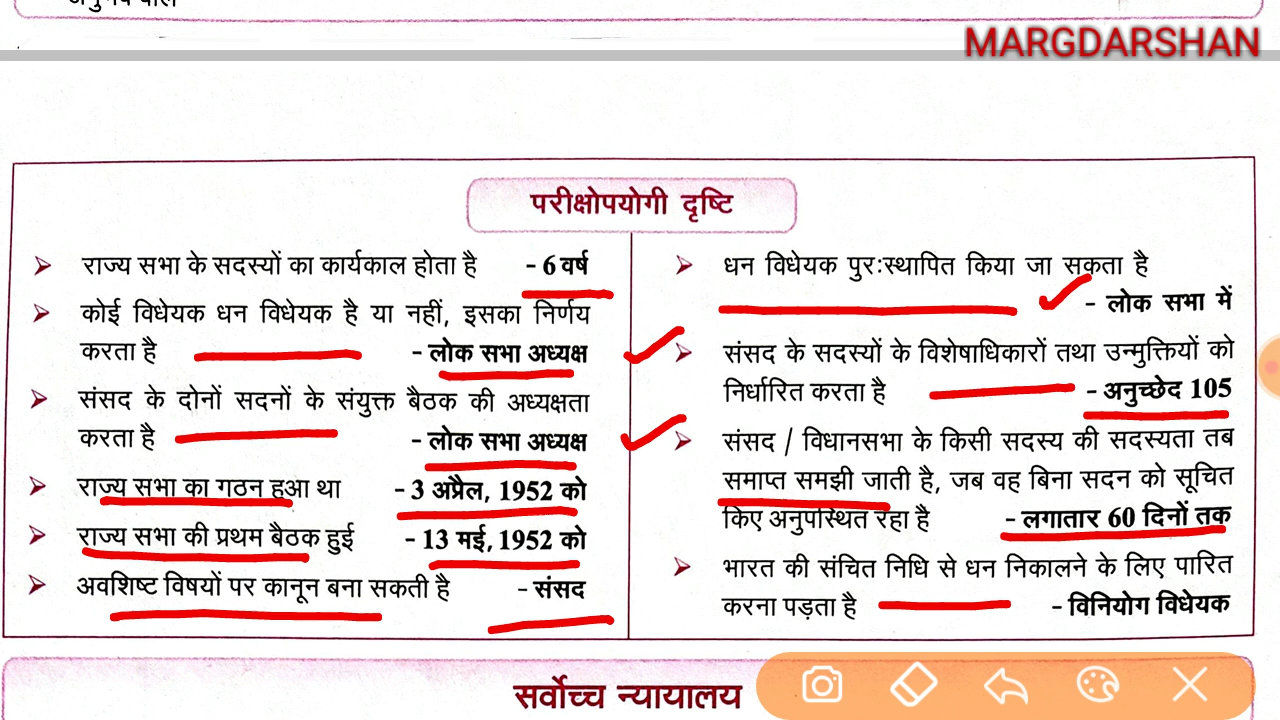 MARGDARSHAN
परीक्षोपयोगी दृष्टि
राज्य सभा के सदस्यों का कार्यकाल होता है - 6 वर्ष
कोई विधेयक धन विधेयक है या नहीं, इसका निर्णय
करता है - लोक सभा अध्यक्ष
संसद के दोनों सदनों के संयुक्त बैठक की अध्यक्षता
करता है - लोक सभा अध्यक्ष
राज्य सभा का गठन हुआ था - 3 अप्रैल, 1952 को
राज्य सभा की प्रथम बैठक हुई - 13 मई, 1952 को
अवशिष्ट विषयों पर कानून बना सकती है - संसद
धन विधेयक पुरःस्थापित किया जा सकता है
- लोक सभा में
संसद के सदस्यों के विशेषाधिकारों तथा उन्मुक्तियों को
निर्धारित करता है - अनुच्छेद 105
संसद / विधानसभा के किसी सदस्य की सदस्यता तब
समाप्त समझी जाती है, जब वह बिना सदन को सूचित
किए अनुपस्थित रहा है - लगातार 60 दिनों तक
भारत की संचित निधि से धन निकालने के लिए पारित
करना पड़ता है - विनियोग विधेयक
सर्वोच्च न्यायालय